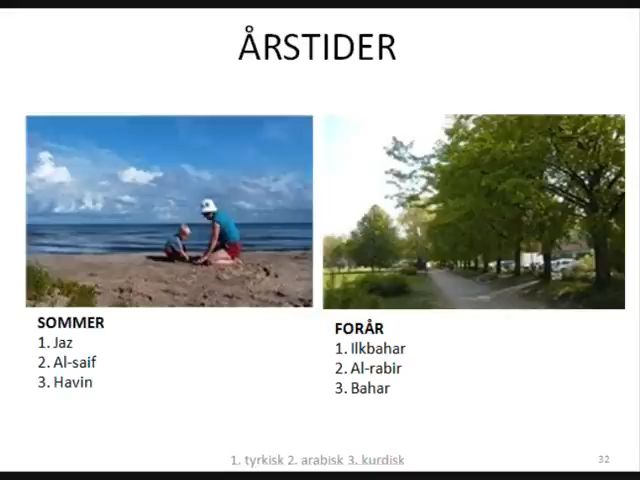 ÅRSTIDER
SOMMER
1. Jaz
2. Al-saif
3. Havin
FORÅR
1. Ilkbahar
2. Al-rabir
3. Bahar
1. tyrkisk 2. arabisk 3. kurdisk
32